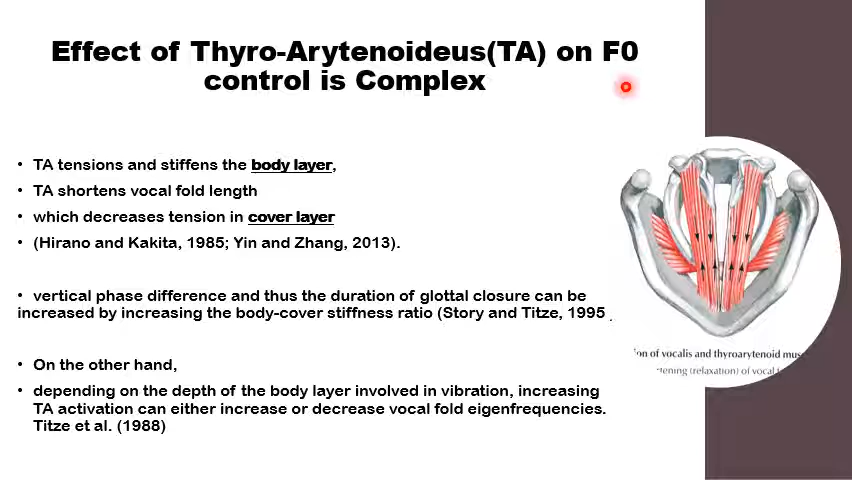 Effect of Thyro-Arytenoideus(TA) on F0
control is Complex
• TA tensions and stiffens the body layer,
• TA shortens vocal fold length
• which decreases tension in cover layer
• (Hirano and Kakita, 1985; Yin and Zhang, 2013).
• vertical phase difference and thus the duration of glottal closure can be
increased by increasing the body-cover stiffness ratio (Story and Titze, 1995
• On the other hand,
• depending on the depth of the body layer involved in vibration, increasing
TA activation can either increase or decrease vocal fold eigenfrequencies.
Titze et al. (1988)
of vocalis and thyroarytenoid
(relaxation) of vocal